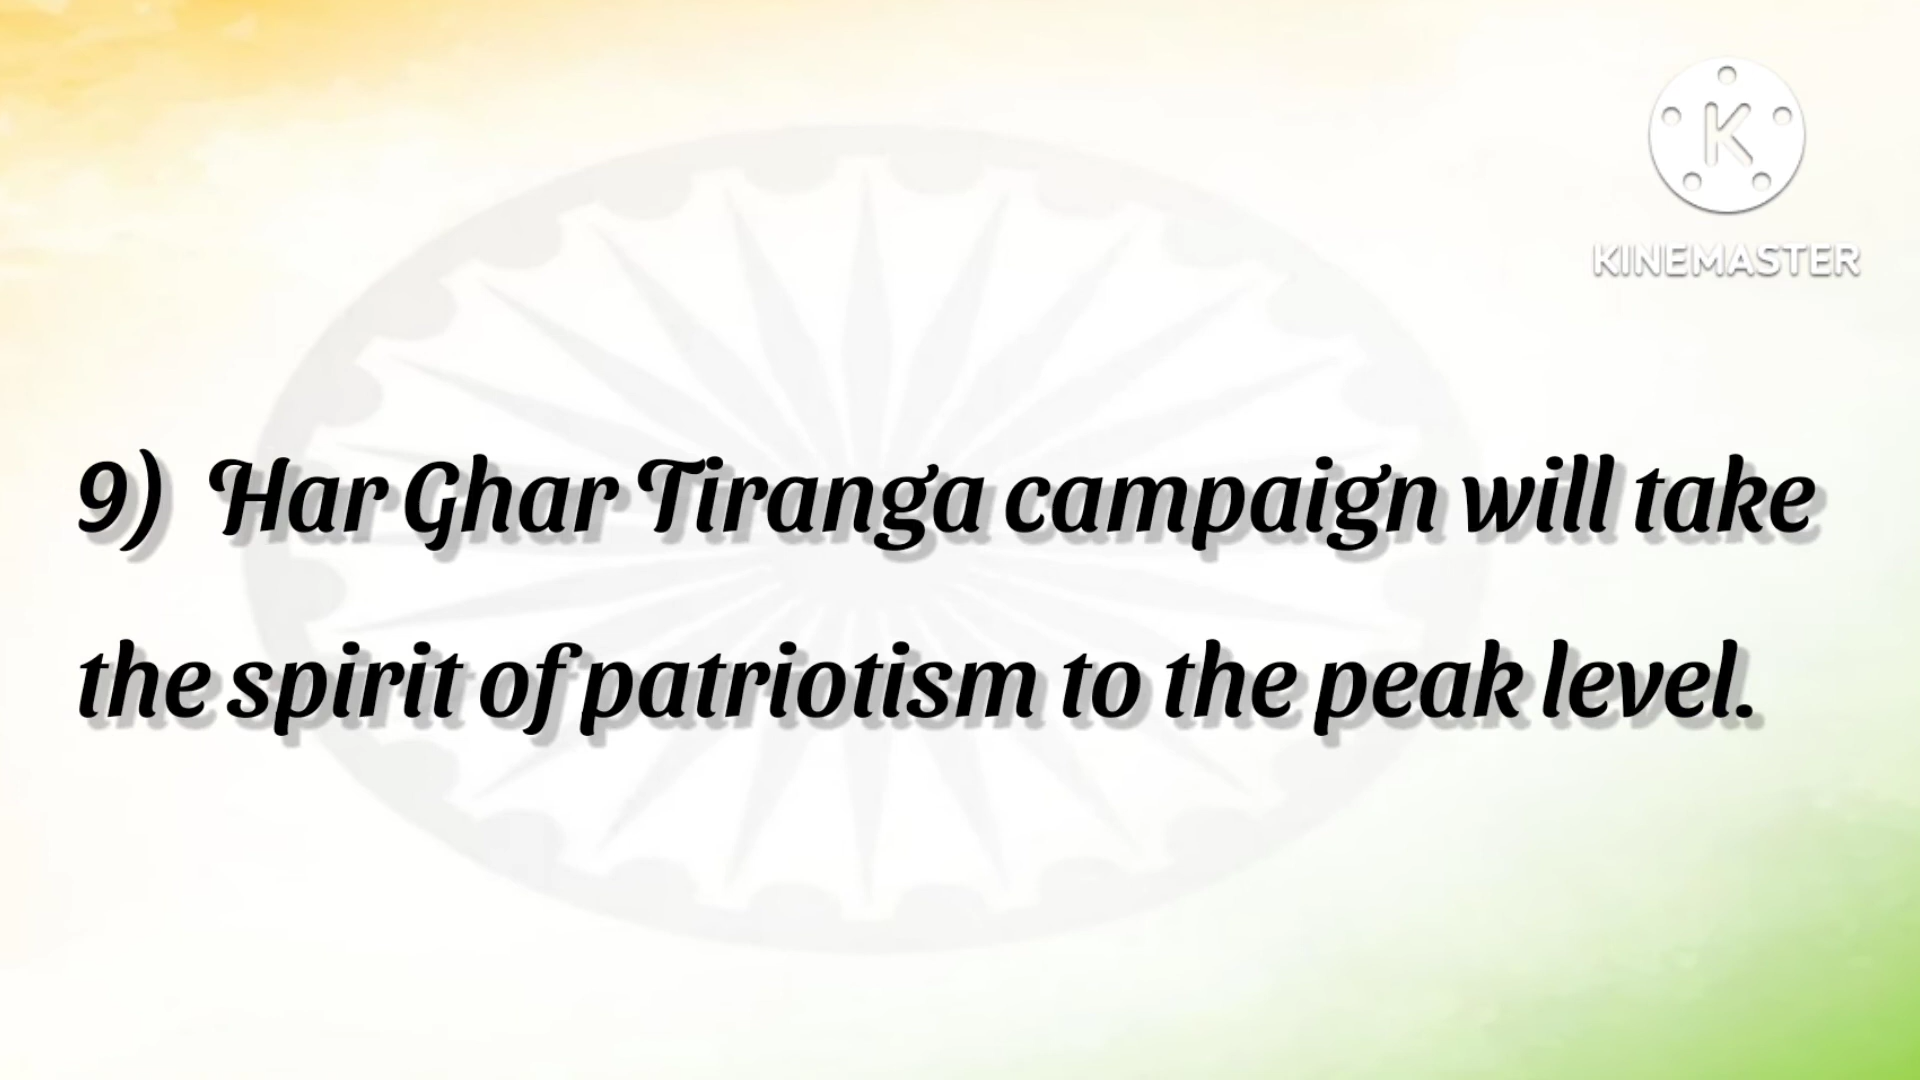 K
KINEMASTER
9) Har Ghar Tiranga campaign will take
the spirit of patriotism to the peak level.